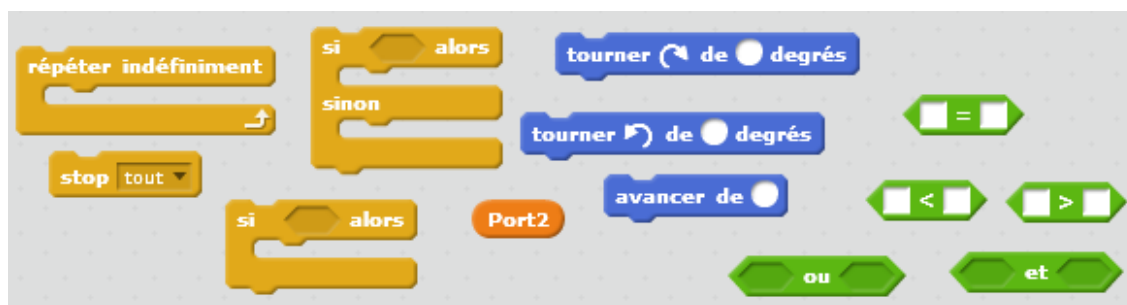 répéter indéfiniment
stop tout
si alors
sinon
si alors
Port2
tourner de degrés
tourner de degrés
avancer de
=
<
>
ou
et